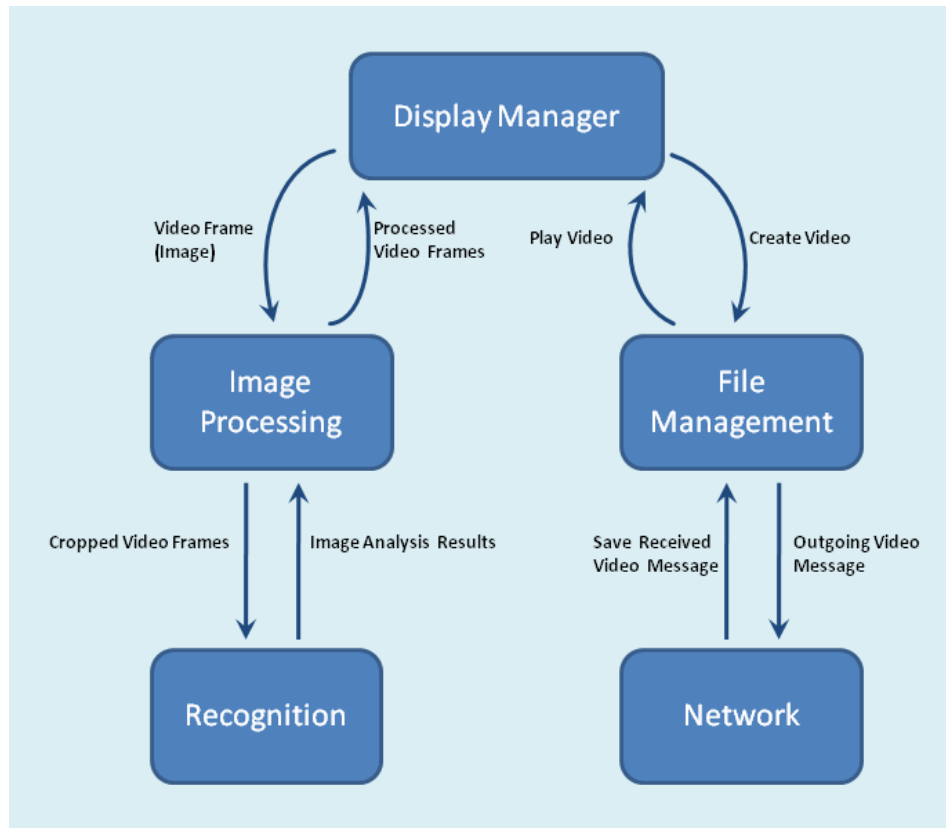 Display Manager
Video Frame
(Image)
Processed
Video Frames
Play Video
Create Video
Image
Processing
File
Management
Cropped Video Frames
Image Analysis Results
Save Received
Video Message
Outgoing Video
Message
Recognition
Network